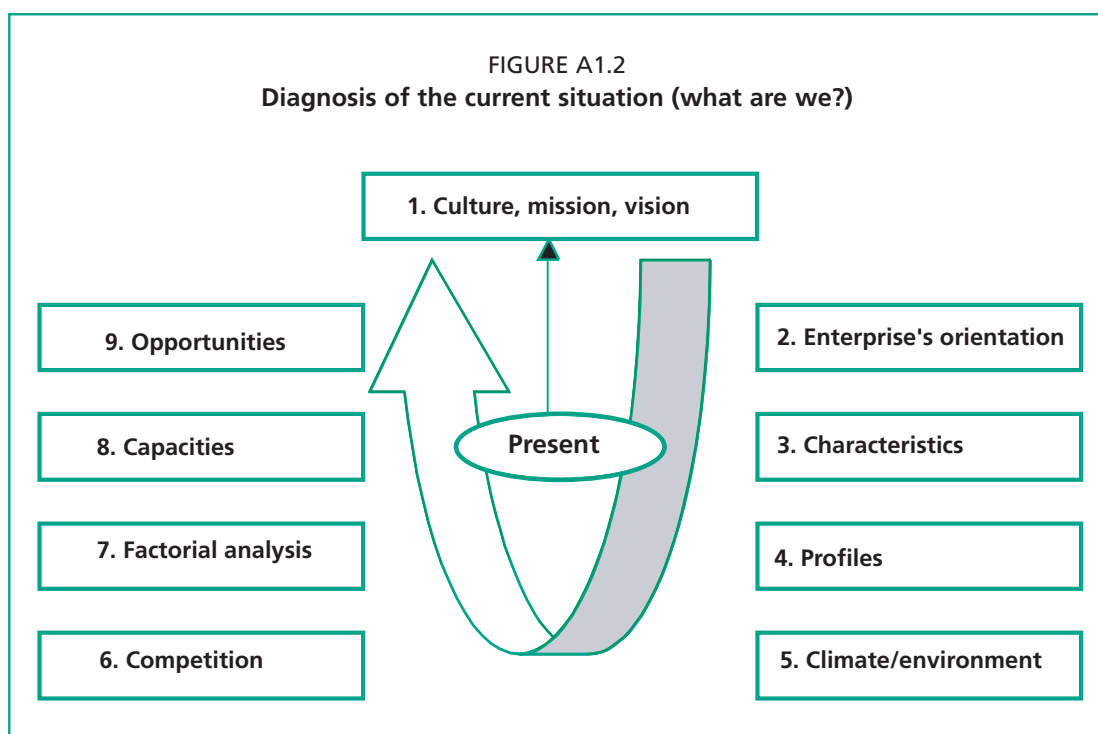 FIGURE A1.2
Diagnosis of the current situation (what are we?)
1. Culture, mission, vision
9. Opportunities
2. Enterprise's orientation
8. Capacities
Present
3. Characteristics
7. Factorial analysis
4. Profiles
6. Competition
5. Climate/environment